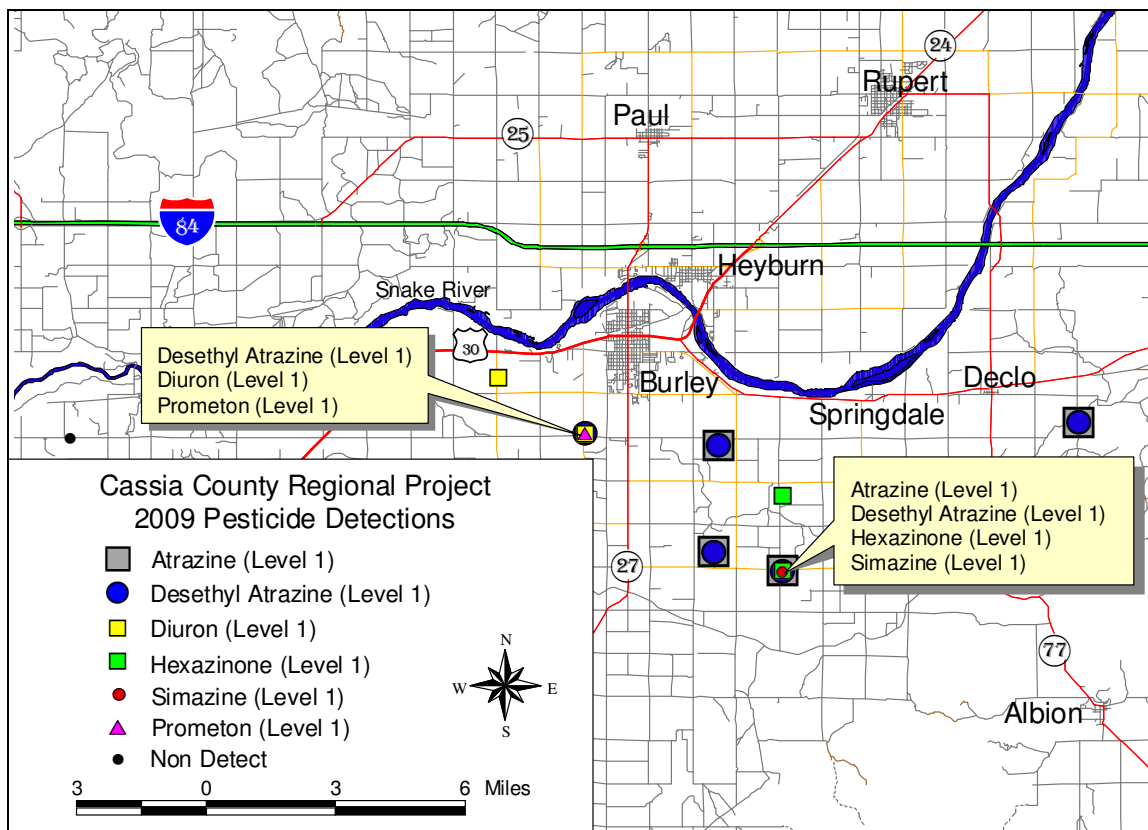 24
Rupert
Paul
25
84
Heyburn
Snake River
30
Desethyl Atrazine (Level 1)
Diuron (Level 1)
Prometon (Level 1)
Burley
Declo
Springdale
Atrazine (Level 1)
Desethyl Atrazine (Level 1)
Hexazinone (Level 1)
Simazine (Level 1)
27
77
Albion
Cassia County Regional Project
2009 Pesticide Detections
Atrazine (Level 1)
Desethyl Atrazine (Level 1)
Diuron (Level 1)
Hexazinone (Level 1)
Simazine (Level 1)
Prometon (Level 1)
Non Detect
N
W E
S
3 0 3 6 Miles